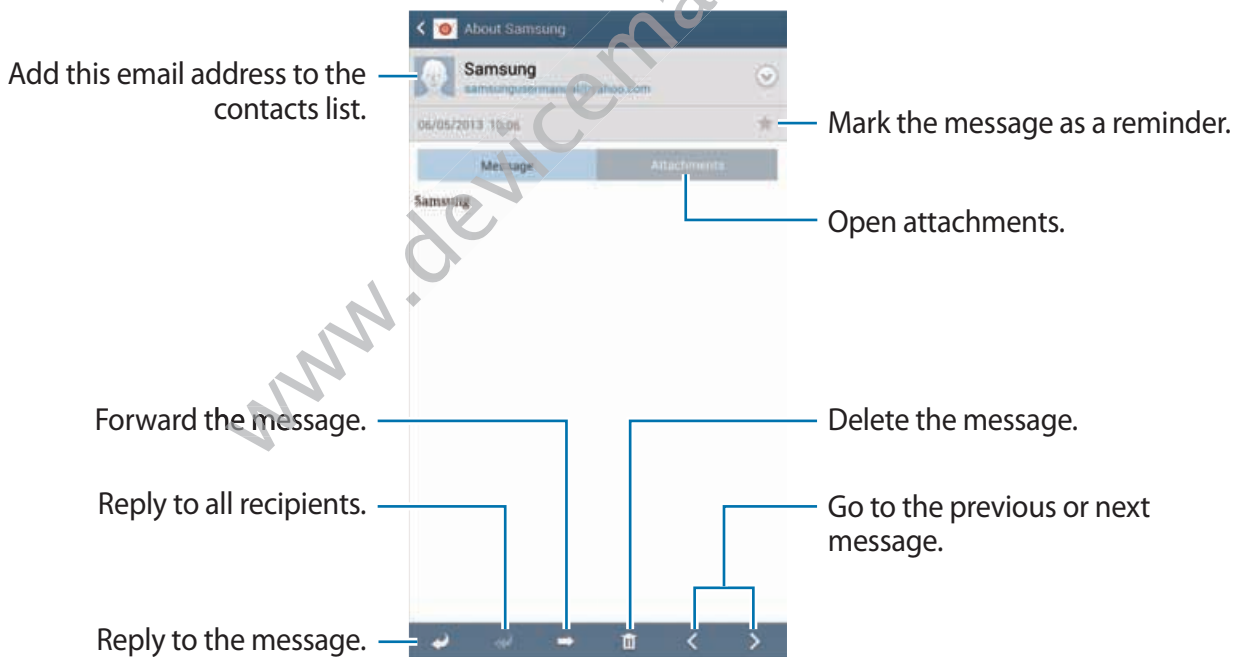 About Samsung
Add this email address to the
contacts list.
Samsung
06/05/2013 10:06
Mark the message as a reminder.
Message
Attachments
Samsung
Open attachments.
Forward the message.
Delete the message.
Reply to all recipients.
Go to the previous or next
message.
Reply to the message.